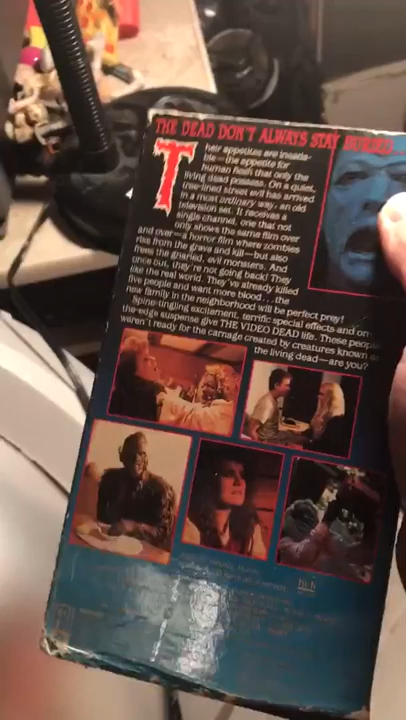 THE DEAD DON'T ALWAYS STAY BURIED...
Their appetites are insatia-
ble—the appetite for
human flesh that only the
living dead possess. On a quiet,
tree-lined street evil has arrived
in a most ordinary way: an old
television set. It receives a
single channel, one that not
only shows the same film over
and over—a horror film where zombies
rise from the grave and kill—but also
frees the gnarled, evil monsters. And
once out, they're not going back! They
like the real world. They've already killed
five people and want more blood...the
new family in the neighborhood will be perfect prey!
Spine-tingling excitement, terrific special effects and on-
the-edge suspense give THE VIDEO DEAD life. These people
weren't ready for the carnage created by creatures known as
the living dead—are you?
hi-fi